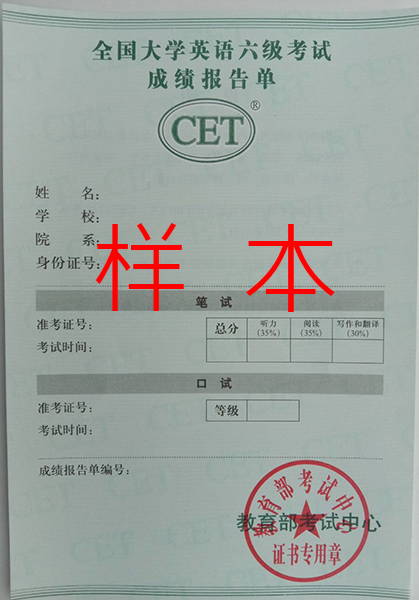 全国大学英语六级考试
成绩报告单
CET®
姓 名:
学 校:
院 系:
身份证号:
样本
笔 试
准考证号:
考试时间:
总分 听力 (35%) 阅读 (35%) 写作和翻译 (30%)
口 试
准考证号:
考试时间:
等级
成绩报告单编号:
教育部考试中心
教育部考试中心
证书专用章